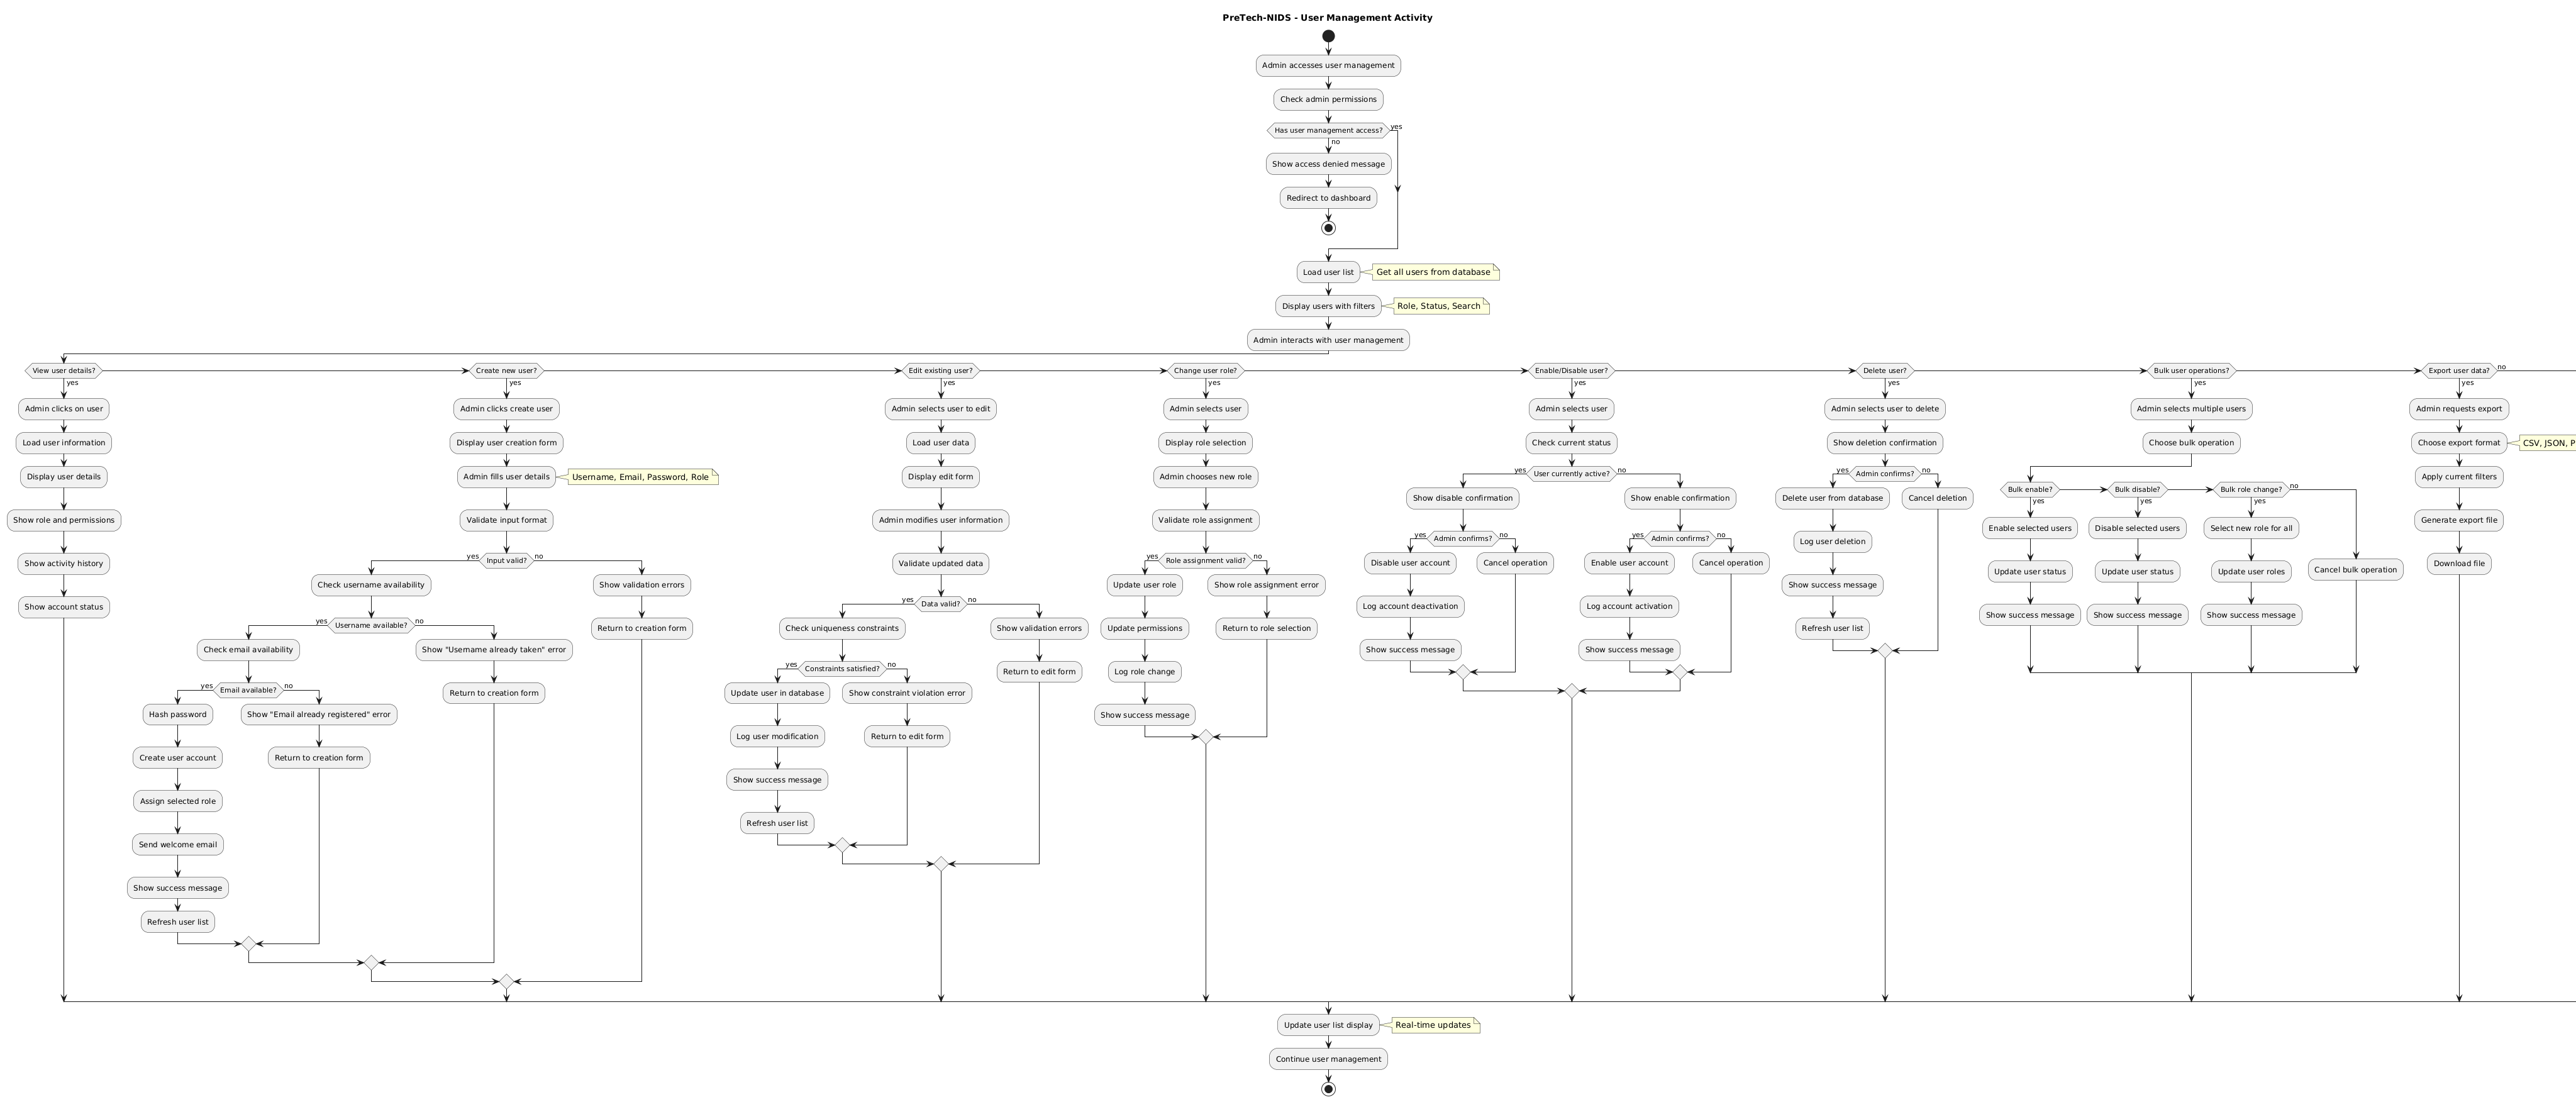 PreTech-NIDS - User Management Activity
Admin accesses user management
Check admin permissions
Has user management access?
yes
no
Show access denied message
Redirect to dashboard
Load user list
Get all users from database
Display users with filters
Role, Status, Search
Admin interacts with user management
View user details?
yes
Admin clicks on user
Load user information
Display user details
Show role and permissions
Show activity history
Show account status
Create new user?
yes
Admin clicks create user
Display user creation form
Admin fills user details
Username, Email, Password, Role
Validate input format
yes
Input valid?
no
Check username availability
yes
Username available?
no
Check email availability
yes
Email available?
no
Hash password
Create user account
Assign selected role
Send welcome email
Show success message
Refresh user list
Show "Email already registered" error
Return to creation form
Show "Username already taken" error
Return to creation form
Show validation errors
Return to creation form
Edit existing user?
yes
Admin selects user to edit
Load user data
Display edit form
Admin modifies user information
Validate updated data
yes
Data valid?
no
Check uniqueness constraints
yes
Constraints satisfied?
no
Update user in database
Log user modification
Show success message
Refresh user list
Show constraint violation error
Return to edit form
Show validation errors
Return to edit form
Change user role?
yes
Admin selects user
Display role selection
Admin chooses new role
Validate role assignment
yes
Role assignment valid?
no
Update user role
Update permissions
Log role change
Show success message
Show role assignment error
Return to role selection
Enable/Disable user?
yes
Admin selects user
Check current status
yes
User currently active?
no
Show disable confirmation
yes
Admin confirms?
no
Disable user account
Log account deactivation
Show success message
Cancel operation
Show enable confirmation
yes
Admin confirms?
no
Enable user account
Log account activation
Show success message
Cancel operation
Delete user?
yes
Admin selects user to delete
Show deletion confirmation
yes
Admin confirms?
no
Delete user from database
Log user deletion
Show success message
Refresh user list
Cancel deletion
Bulk user operations?
yes
Admin selects multiple users
Choose bulk operation
Bulk enable?
yes
Enable selected users
Update user status
Show success message
Bulk disable?
yes
Disable selected users
Update user status
Show success message
Bulk role change?
no
yes
Select new role for all
Update user roles
Show success message
Cancel bulk operation
Export user data?
no
yes
Admin requests export
Choose export format
CSV, JSON,
Apply current filters
Generate export file
Download file
Update user list display
Real-time updates
Continue user management